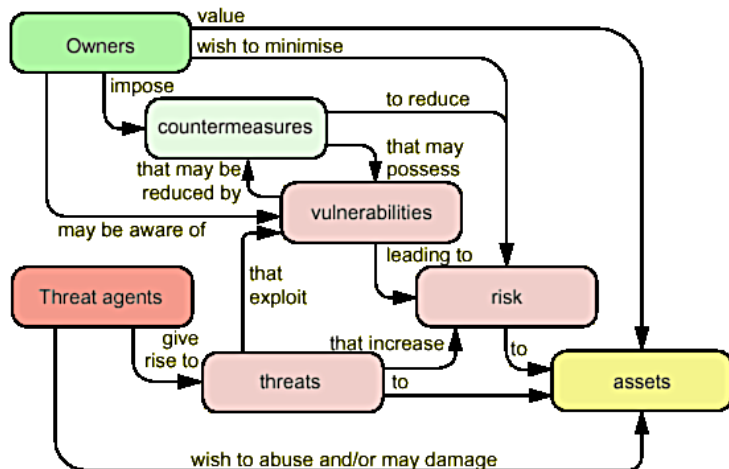 value
Owners
wish to minimise
impose
to reduce
countermeasures
that may be
reduced by
that may
possess
vulnerabilities
may be aware of
leading to
that
exploit
Threat agents
risk
give
rise to
that increase
to
threats
to
assets
wish to abuse and/or may damage